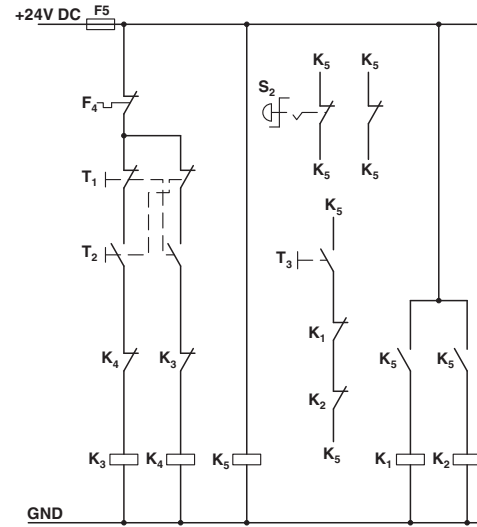 +24V DC F5
K₅ K₅
S₂
F₄
K₅ K₅
T₁
K₅
T₂ T₃
K₁
K₄ K₃ K₅ K₅
K₂
K₃ K₄ K₅ K₅ K₁ K₂
GND